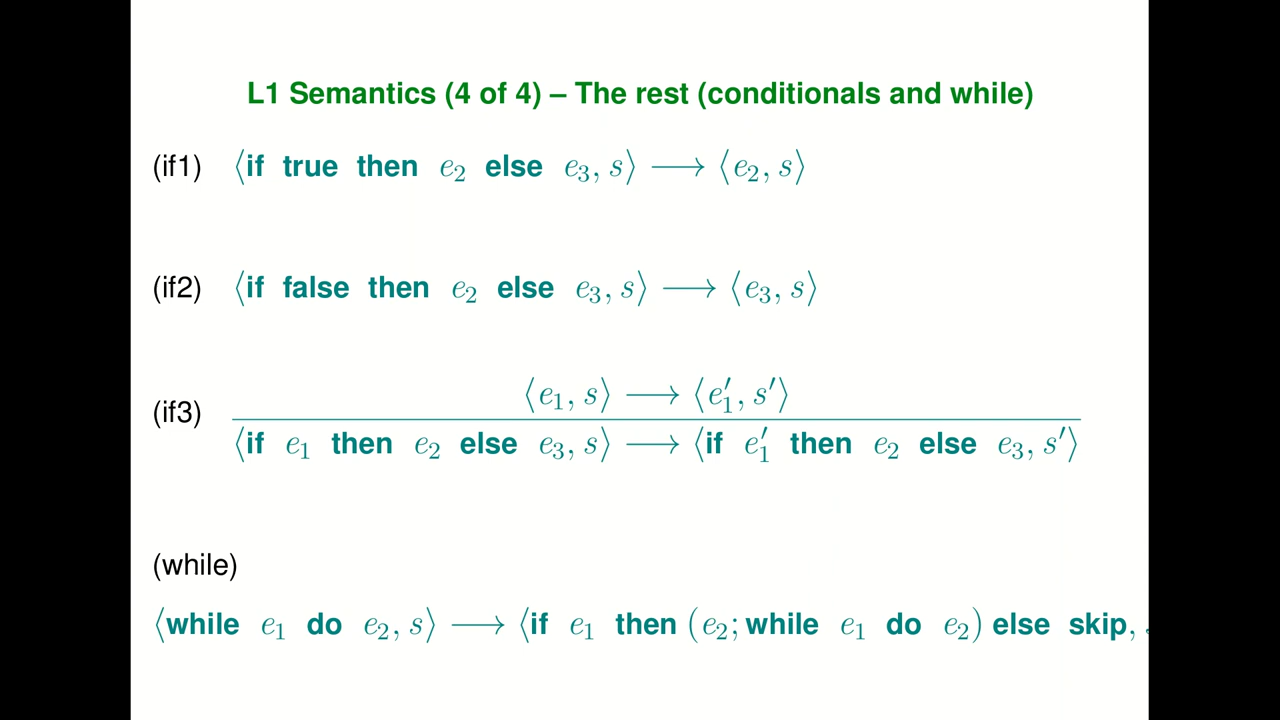 L1 Semantics (4 of 4) – The rest (conditionals and while)
(if1) ⟨if true then e₂ else e₃, s⟩ ⟶ ⟨e₂, s⟩
(if2) ⟨if false then e₂ else e₃, s⟩ ⟶ ⟨e₃, s⟩
⟨e₁, s⟩ ⟶ ⟨e₁′, s′⟩
(if3)
⟨if e₁ then e₂ else e₃, s⟩ ⟶ ⟨if e₁′ then e₂ else e₃, s′⟩
(while)
⟨while e₁ do e₂, s⟩ ⟶ ⟨if e₁ then (e₂; while e₁ do e₂) else skip,